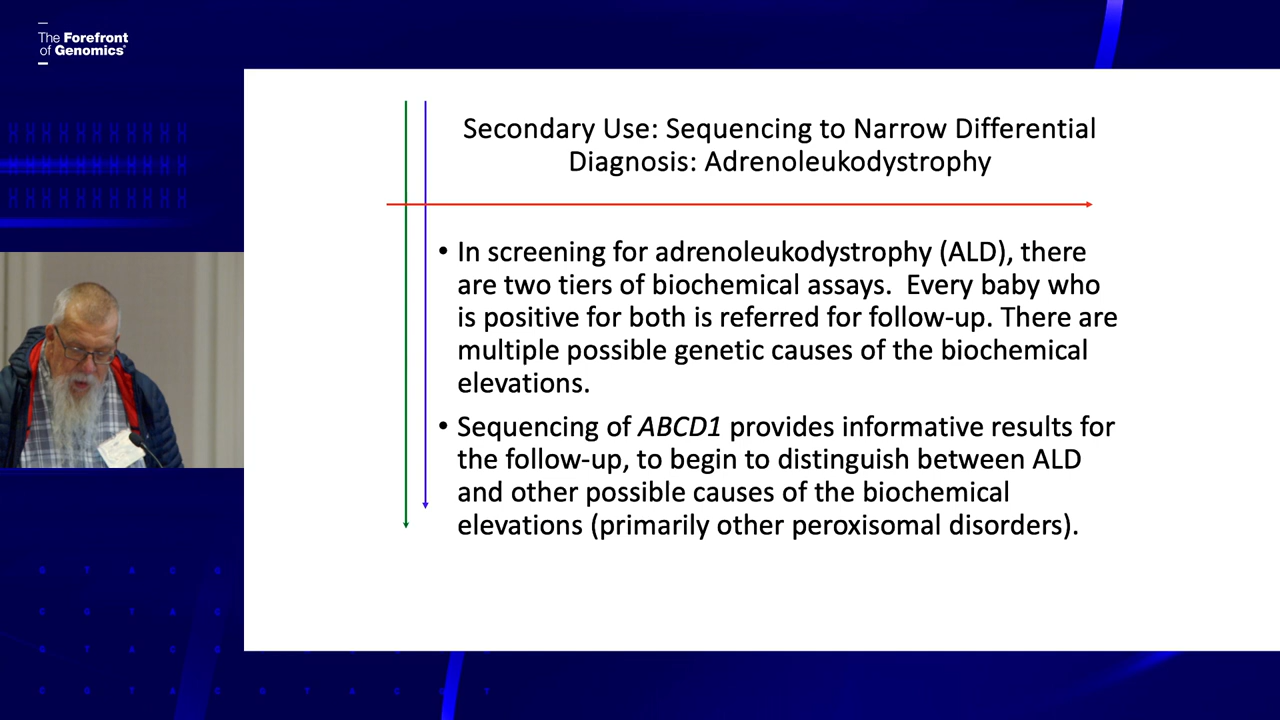 The Forefront
of Genomics®
Secondary Use: Sequencing to Narrow Differential
Diagnosis: Adrenoleukodystrophy
• In screening for adrenoleukodystrophy (ALD), there
are two tiers of biochemical assays.  Every baby who
is positive for both is referred for follow-up. There are
multiple possible genetic causes of the biochemical
elevations.
• Sequencing of ABCD1 provides informative results for
the follow-up, to begin to distinguish between ALD
and other possible causes of the biochemical
elevations (primarily other peroxisomal disorders).